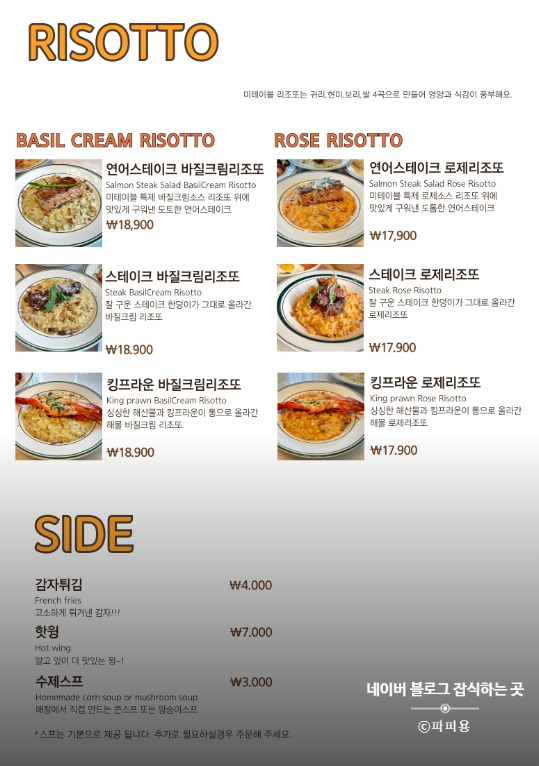 RISOTTO
미테이블 리조또는 귀리,현미,보리,쌀 4곡으로 만들어 영양과 식감이 풍부해요.
BASIL CREAM RISOTTO
연어스테이크 바질크림리조또
Salmon Steak Salad BasilCream Risotto
미테이블 특제 바질크림소스 리조또 위에
맛있게 구워낸 도토한 연어스테이크
₩18,900
스테이크 바질크림리조또
Steak BasilCream Risotto
잘 구운 스테이크 한덩이가 그대로 올라간
바질크림 리조또
₩18.900
킹프라운 바질크림리조또
King prawn BasilCream Risotto
싱싱한 해산물과 킹프라운이 통으로 올라간
해물 바질크림 리조또
₩18.900
ROSE RISOTTO
연어스테이크 로제리조또
Salmon Steak Salad Rose Risotto
미테이블 특제 로제소스 리조또 위에
맛있게 구워낸 도톰한 연어스테이크
₩17,900
스테이크 로제리조또
Steak Rose Risotto
잘 구운 스테이크 한덩이가 그대로 올라간
로제리조또
₩17.900
킹프라운 로제리조또
King prawn Rose Risotto
싱싱한 해산물과 킹프라운이 통으로 올라간
해물 로제리조또
₩17.900
SIDE
감자튀김 ₩4.000
French fries
고소하게 튀겨낸 감자!!!
핫윙 ₩7.000
Hot wing
알고 있어 더 맛있는 윙~!
수제스프 ₩3.000
Homemade corn soup or mushroom soup
매장에서 직접 만드는 콘스프 또는 양송이스프
*스프는 기본으로 제공 됩니다. 추가로 필요하실경우 주문해 주세요.
네이버 블로그 잡식하는 곳
©파피용